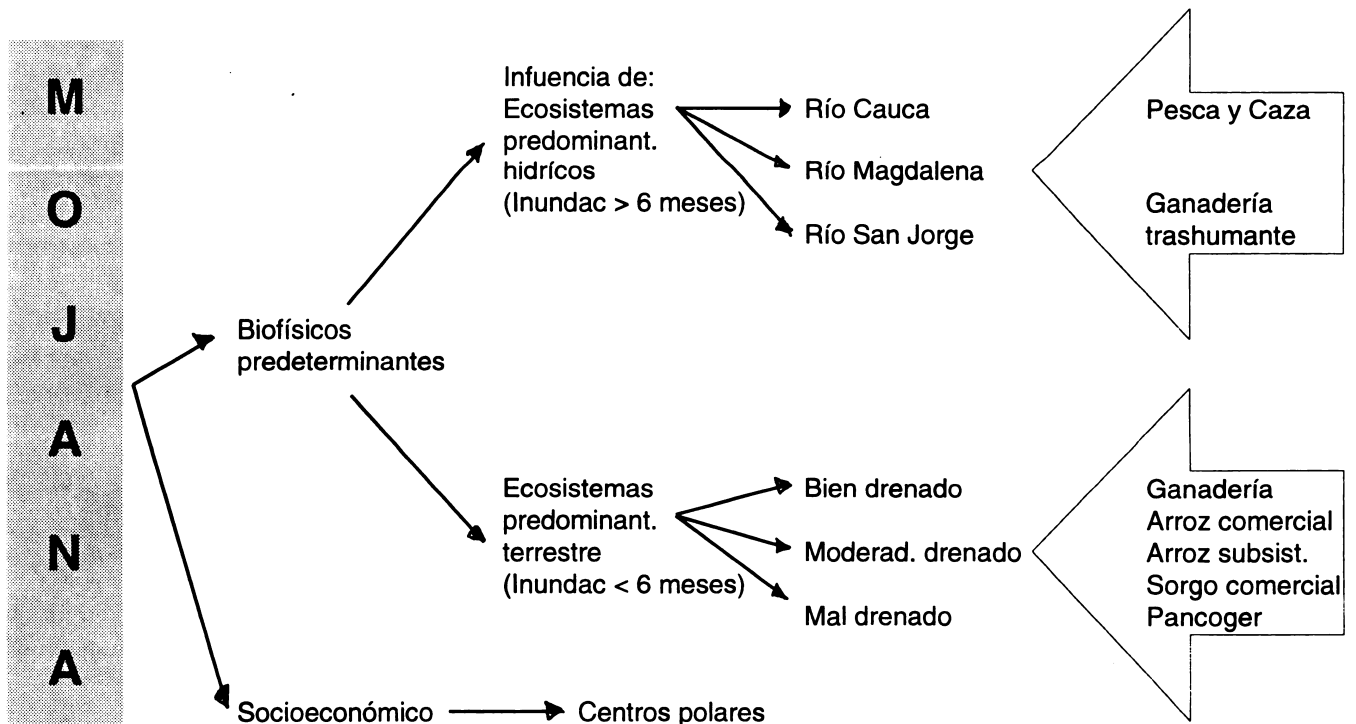 MOJANA
Infuencia de:
Ecosistemas
predominant.
hidrícos
(Inundac > 6 meses)
Río Cauca
Río Magdalena
Río San Jorge
Pesca y Caza
Ganadería
trashumante
Biofísicos
predeterminantes
Ecosistemas
predominant.
terrestre
(Inundac < 6 meses)
Bien drenado
Moderad. drenado
Mal drenado
Ganadería
Arroz comercial
Arroz subsist.
Sorgo comercial
Pancoger
Socioeconómico
Centros polares